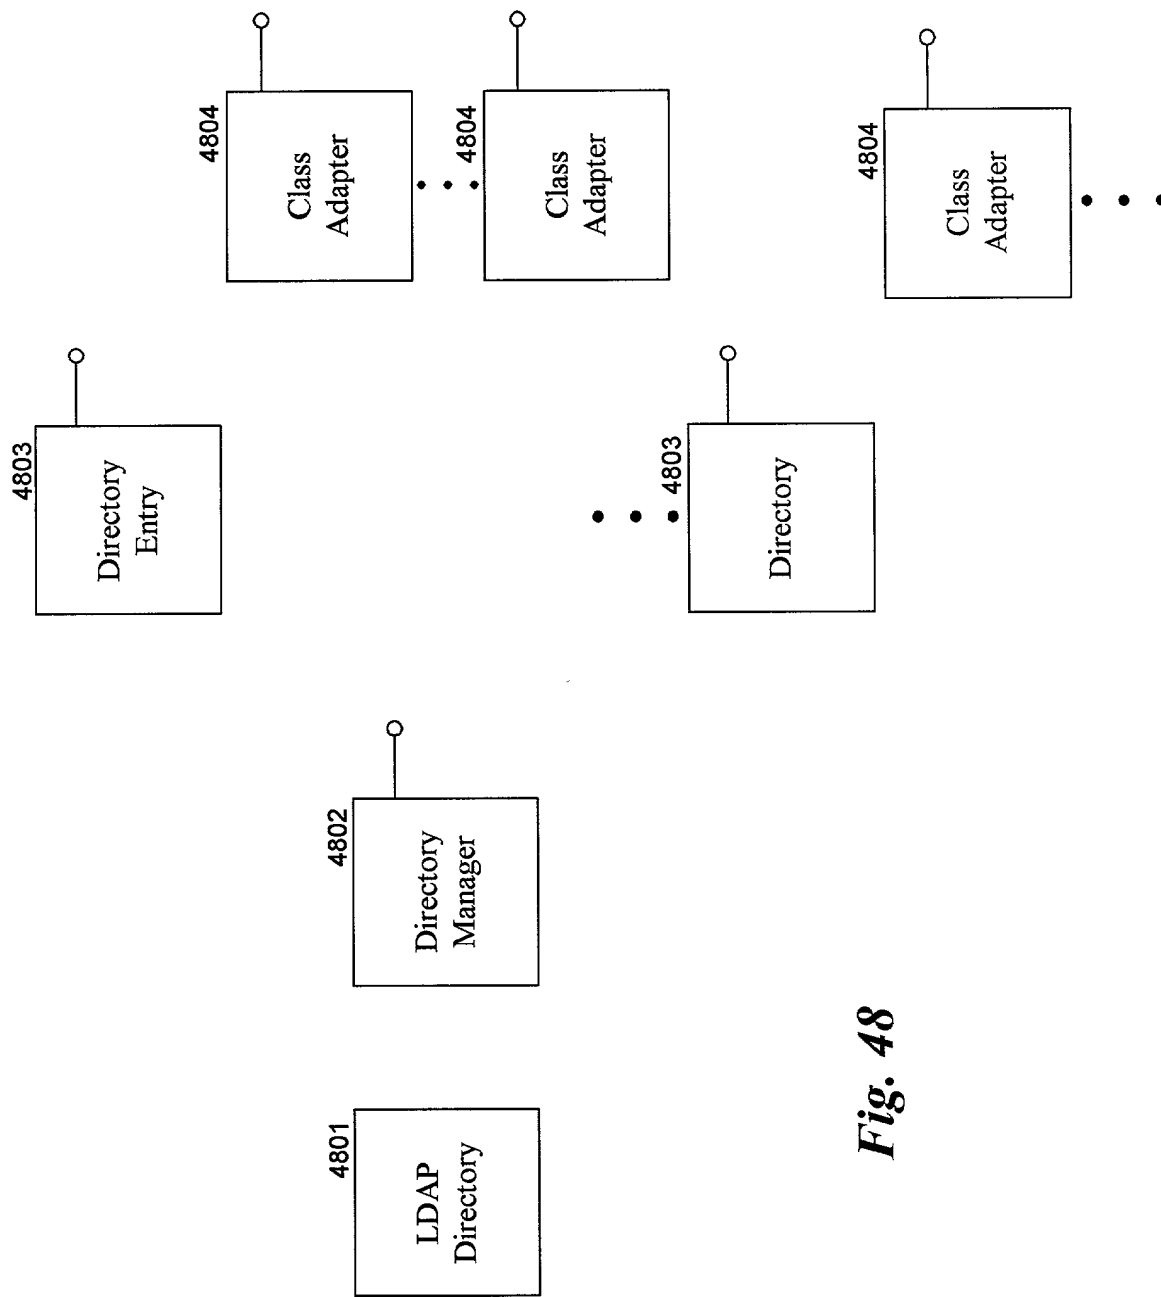 4801
LDAP
Directory
4802
Directory
Manager
4803
Directory
Entry
4803
Directory
4804
Class
Adapter
4804
Class
Adapter
4804
Class
Adapter
Fig. 48